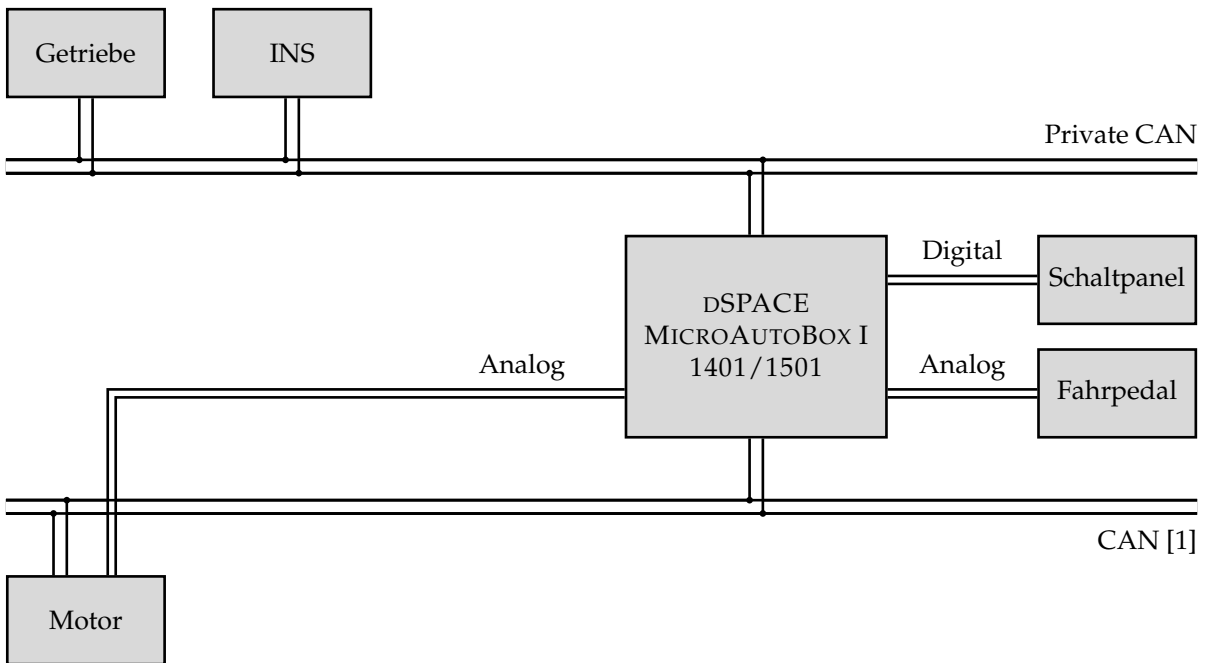 Getriebe
INS
Private CAN
Digital
Schaltpanel
DSPACE
MICROAUTOBOX I
1401/1501
Analog
Analog
Fahrpedal
CAN [1]
Motor